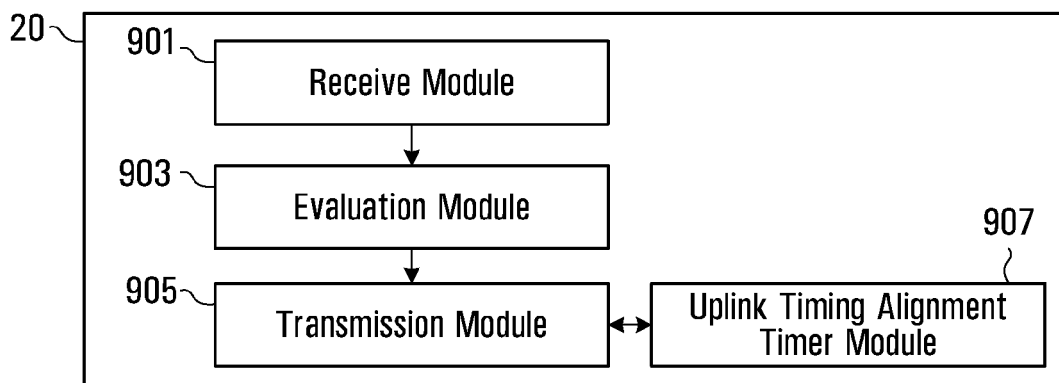 20
901
Receive Module
903
Evaluation Module
907
905
Transmission Module
Uplink Timing Alignment
Timer Module